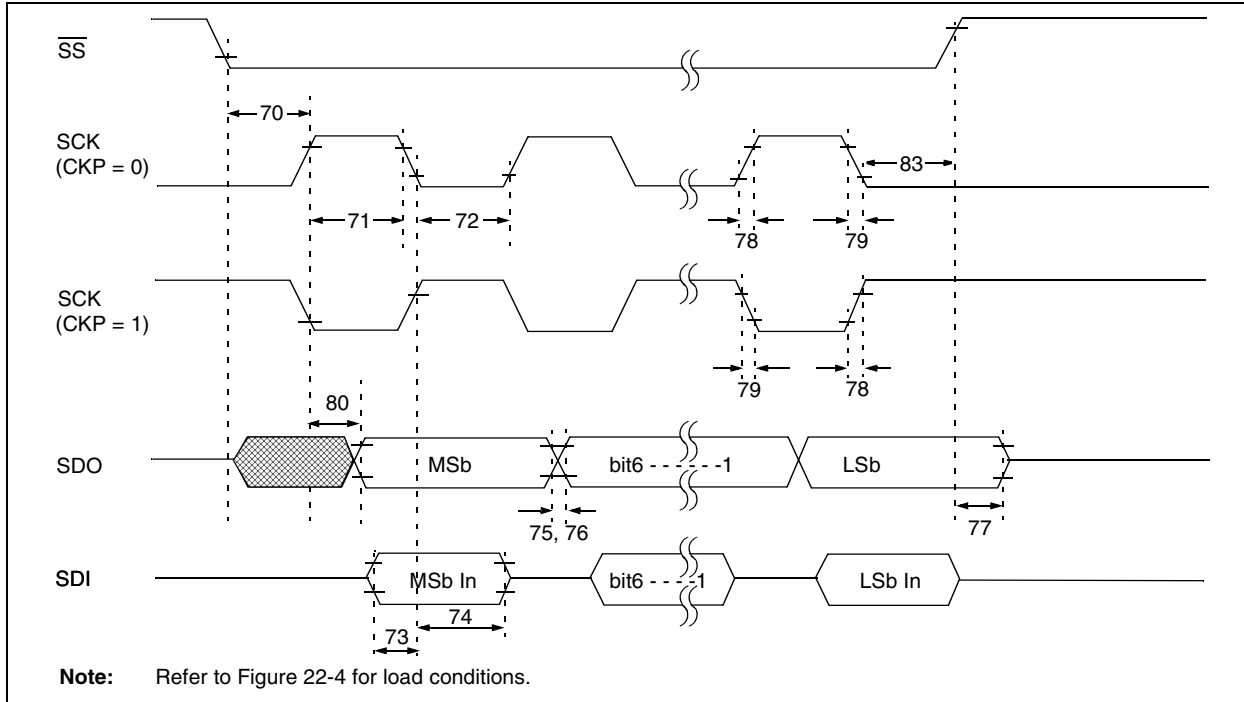 SS
70
SCK
(CKP = 0)
83
71
72
78
79
SCK
(CKP = 1)
79
78
80
SDO
MSb
bit6 - - - - - -1
LSb
75, 76
77
SDI
MSb In
bit6 - - - -1
LSb In
74
73
Note: Refer to Figure 22-4 for load conditions.